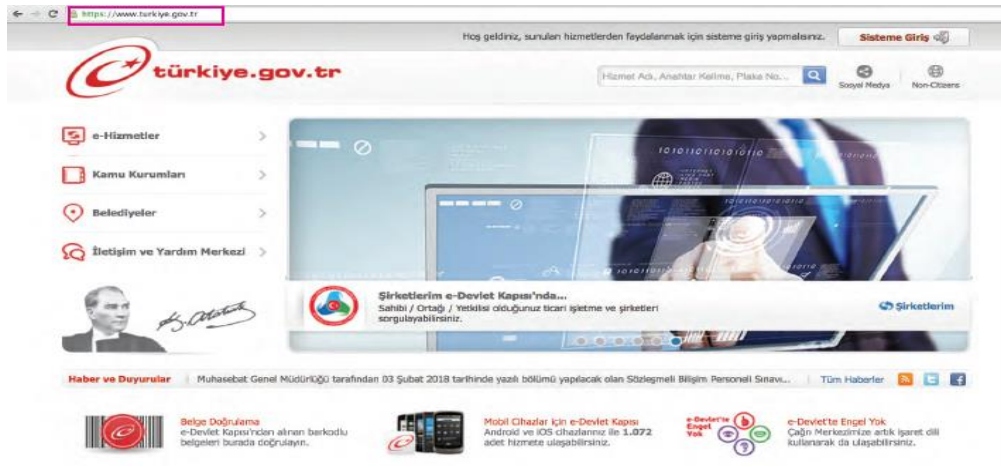 https://www.turkiye.gov.tr
Hoş geldiniz, sunulan hizmetlerden faydalanmak için sisteme giriş yapmalısınız.
Sisteme Giriş
türkiye.gov.tr
Hizmet Adı, Anahtar Kelime, Plaka No...
Sosyal Medya
Non-Citizens
e-Hizmetler
Kamu Kurumları
Belediyeler
İletişim ve Yardım Merkezi
K. Atatürk
Şirketlerim e-Devlet Kapısı'nda...
Sahibi / Ortağı / Yetkilisi olduğunuz ticari işletme ve şirketleri
sorgulayabilirsiniz.
Şirketlerim
Haber ve Duyurular
Muhasebat Genel Müdürlüğü tarafından 03 Şubat 2018 tarihinde yazılı bölümü yapılacak olan Sözleşmeli Bilişim Personeli Sınavı...
Tüm Haberler
Belge Doğrulama
e-Devlet Kapısı'ndan alınan barkodlu
belgeleri burada doğrulayın.
Mobil Cihazlar için e-Devlet Kapısı
Android ve iOS cihazlarınız ile 1.072
adet hizmete ulaşabilirsiniz.
e-Devlet'te
Engel
Yok
e-Devlet'te Engel Yok
Çağrı Merkezimize artık işaret dili
kullanarak da ulaşabilirsiniz.